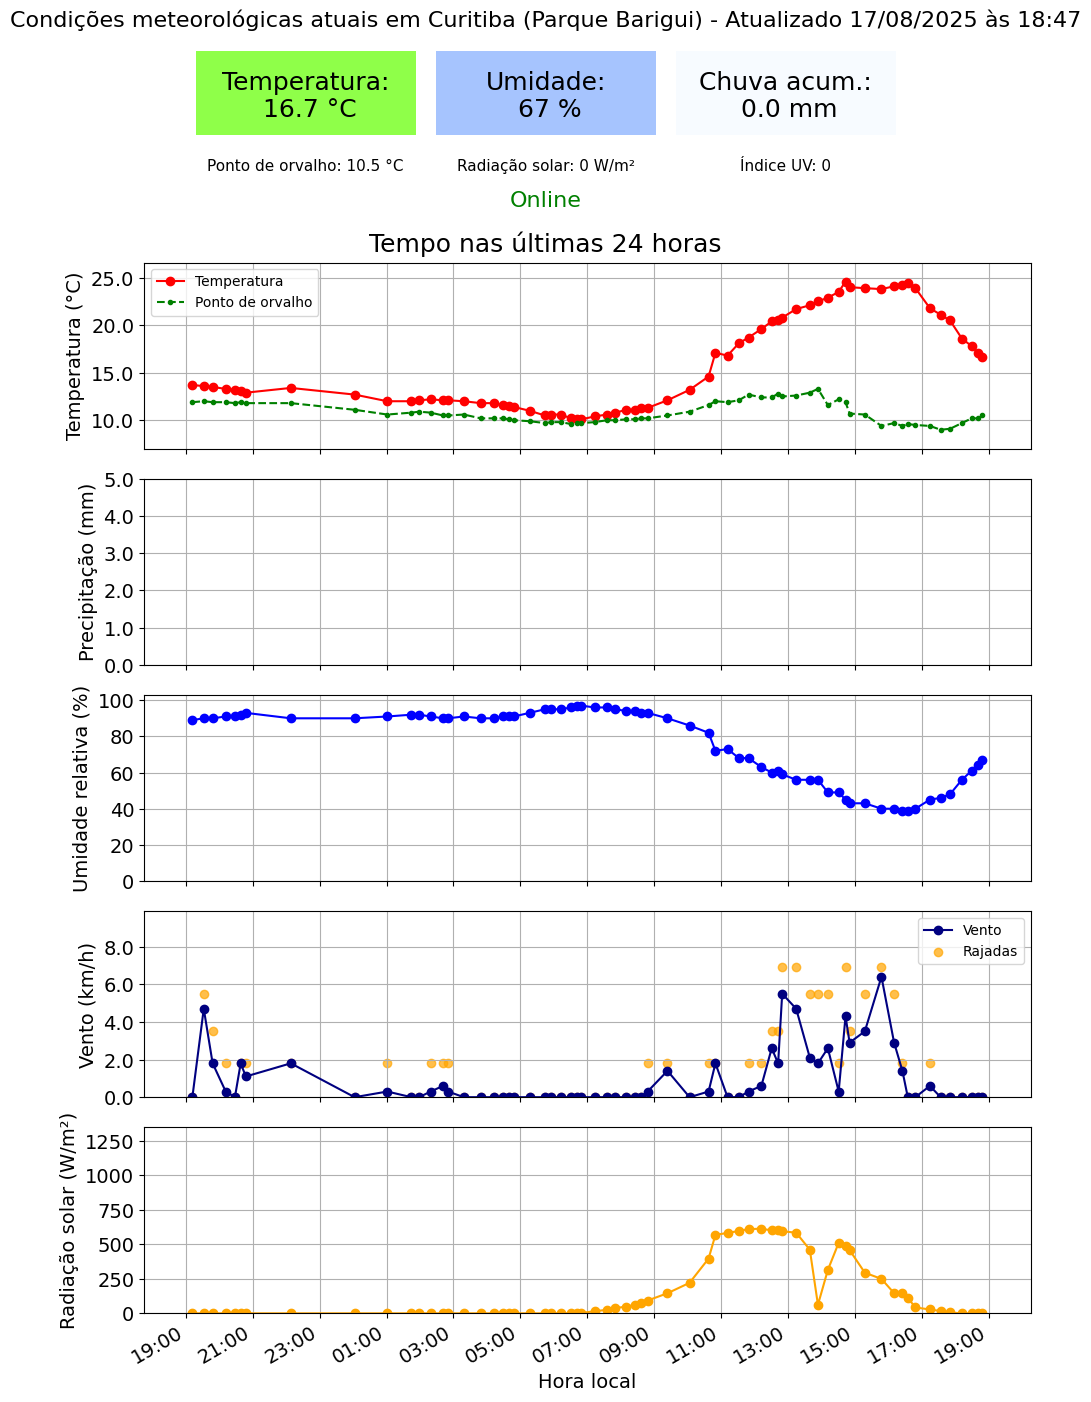 Condições meteorológicas atuais em Curitiba (Parque Barigui) - Atualizado 17/08/2025 às 18:47
Temperatura:
16.7 °C
Umidade:
67 %
Chuva acum.:
0.0 mm
Ponto de orvalho: 10.5 °C
Radiação solar: 0 W/m²
Índice UV: 0
Online
Tempo nas últimas 24 horas
Temperatura (°C)
25.0
20.0
15.0
10.0
Temperatura
Ponto de orvalho
Precipitação (mm)
5.0
4.0
3.0
2.0
1.0
0.0
Umidade relativa (%)
100
80
60
40
20
0
Vento (km/h)
8.0
6.0
4.0
2.0
0.0
Vento
Rajadas
Radiação solar (W/m²)
1250
1000
750
500
250
0
19:00
21:00
23:00
01:00
03:00
05:00
07:00
09:00
11:00
13:00
15:00
17:00
19:00
Hora local